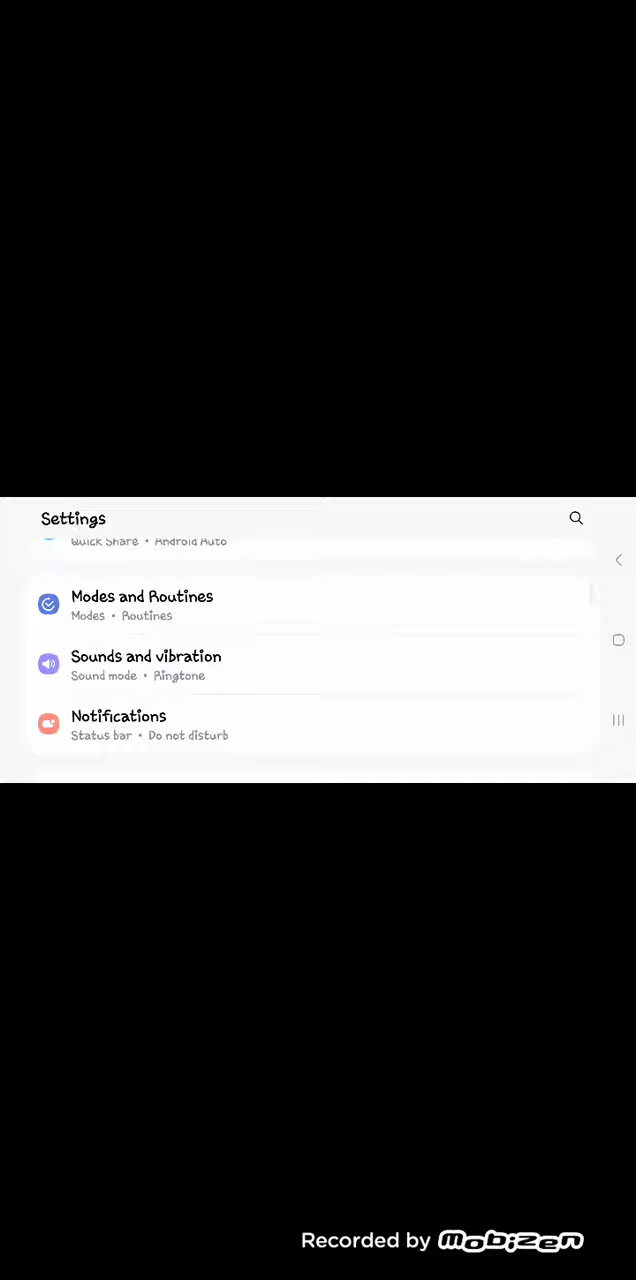 Settings
Quick Share • Android Auto
Modes and Routines
Modes • Routines
Sounds and vibration
Sound mode • Ringtone
Notifications
Status bar • Do not disturb
Recorded by mobizen